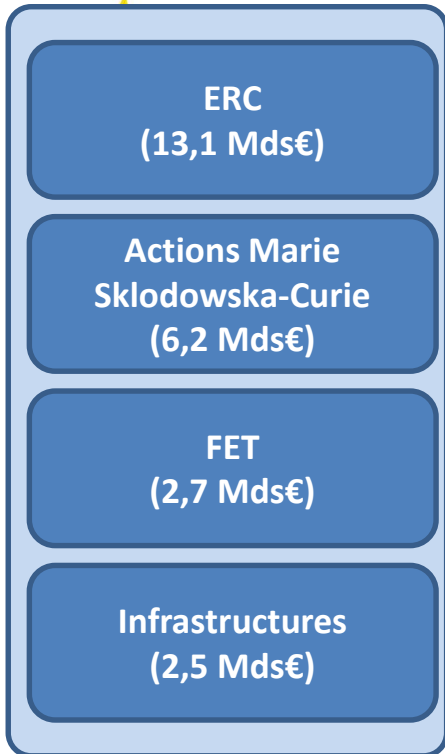 ERC
(13,1 Mds€)
Actions Marie
Sklodowska-Curie
(6,2 Mds€)
FET
(2,7 Mds€)
Infrastructures
(2,5 Mds€)